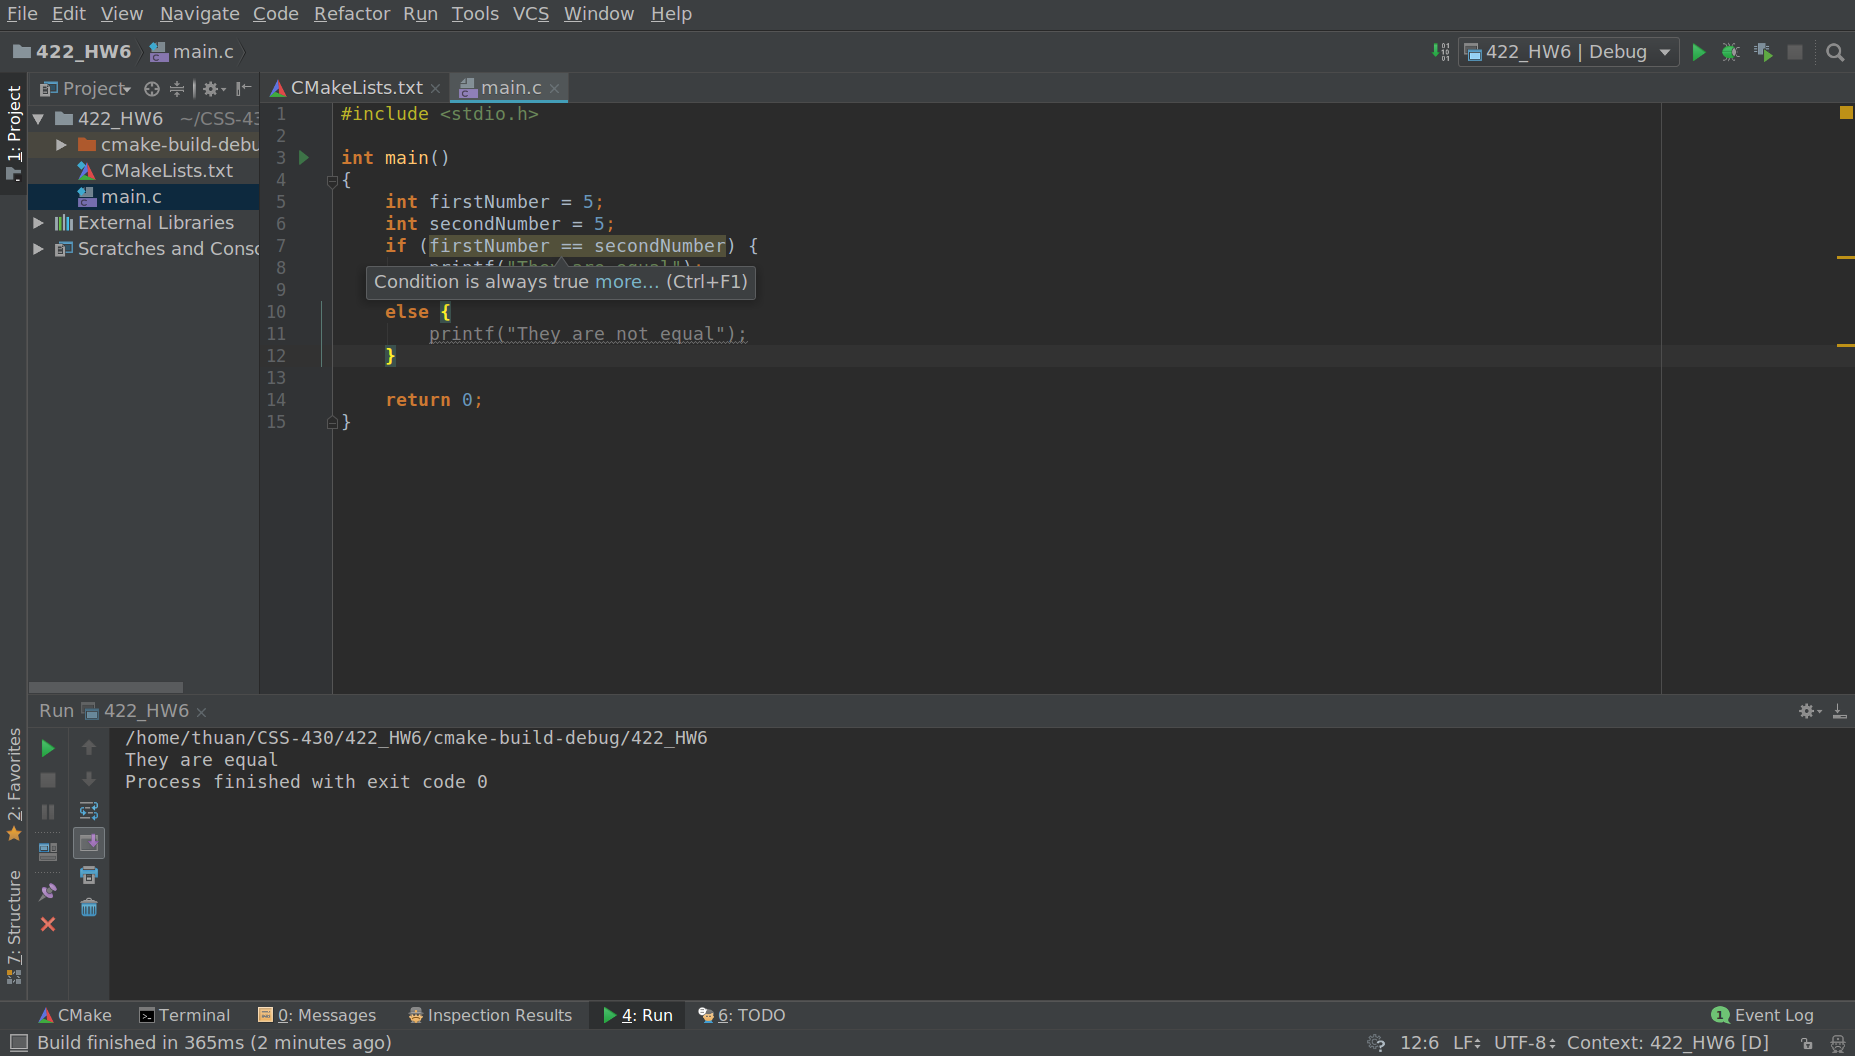 File Edit View Navigate Code Refactor Run Tools VCS Window Help
422_HW6 main.c
422_HW6 | Debug
1: Project
Project
CMakeLists.txt
main.c
422_HW6 ~/CSS-43
cmake-build-debu
CMakeLists.txt
main.c
External Libraries
Scratches and Consc
1 #include <stdio.h>
2
3 int main()
4 {
5 int firstNumber = 5;
6 int secondNumber = 5;
7 if (firstNumber == secondNumber) {
8 printf("They are equal");
Condition is always true more... (Ctrl+F1)
9
10 else {
11 printf("They are not equal");
12 }
13
14 return 0;
15 }
Run 422_HW6
/home/thuan/CSS-430/422_HW6/cmake-build-debug/422_HW6
They are equal
Process finished with exit code 0
2: Favorites
7: Structure
CMake Terminal 0: Messages Inspection Results 4: Run 6: TODO 1 Event Log
Build finished in 365ms (2 minutes ago) 12:6 LF UTF-8 Context: 422_HW6 [D]